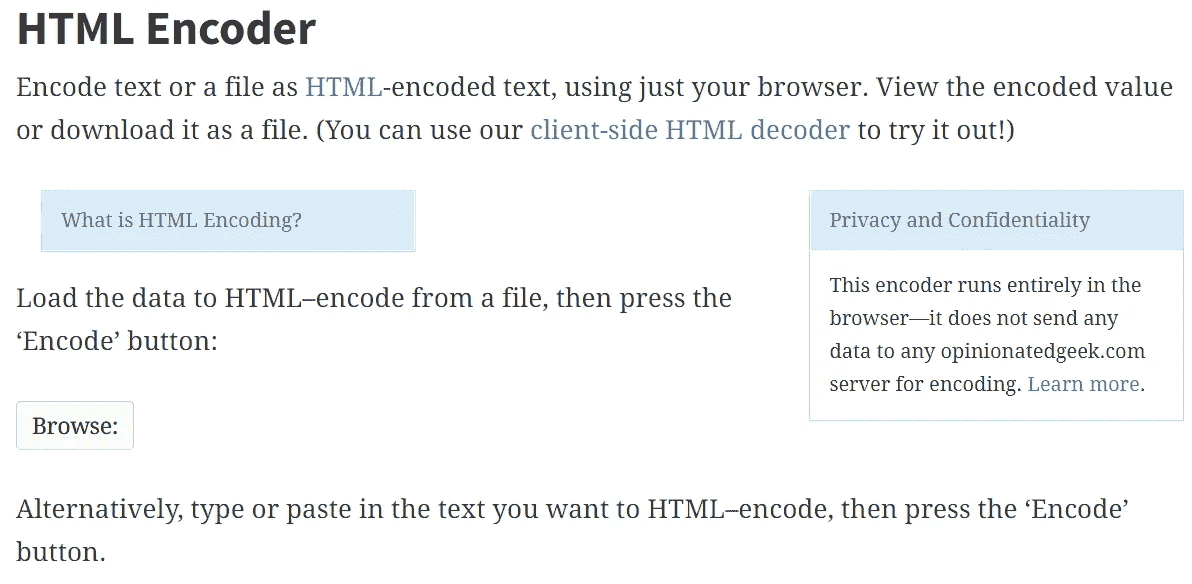 HTML Encoder
Encode text or a file as HTML-encoded text, using just your browser. View the encoded value
or download it as a file. (You can use our client-side HTML decoder to try it out!)
What is HTML Encoding?
Load the data to HTML–encode from a file, then press the
‘Encode’ button:
Browse:
Privacy and Confidentiality
This encoder runs entirely in the
browser—it does not send any
data to any opinionatedgeek.com
server for encoding. Learn more.
Alternatively, type or paste in the text you want to HTML–encode, then press the ‘Encode’
button.